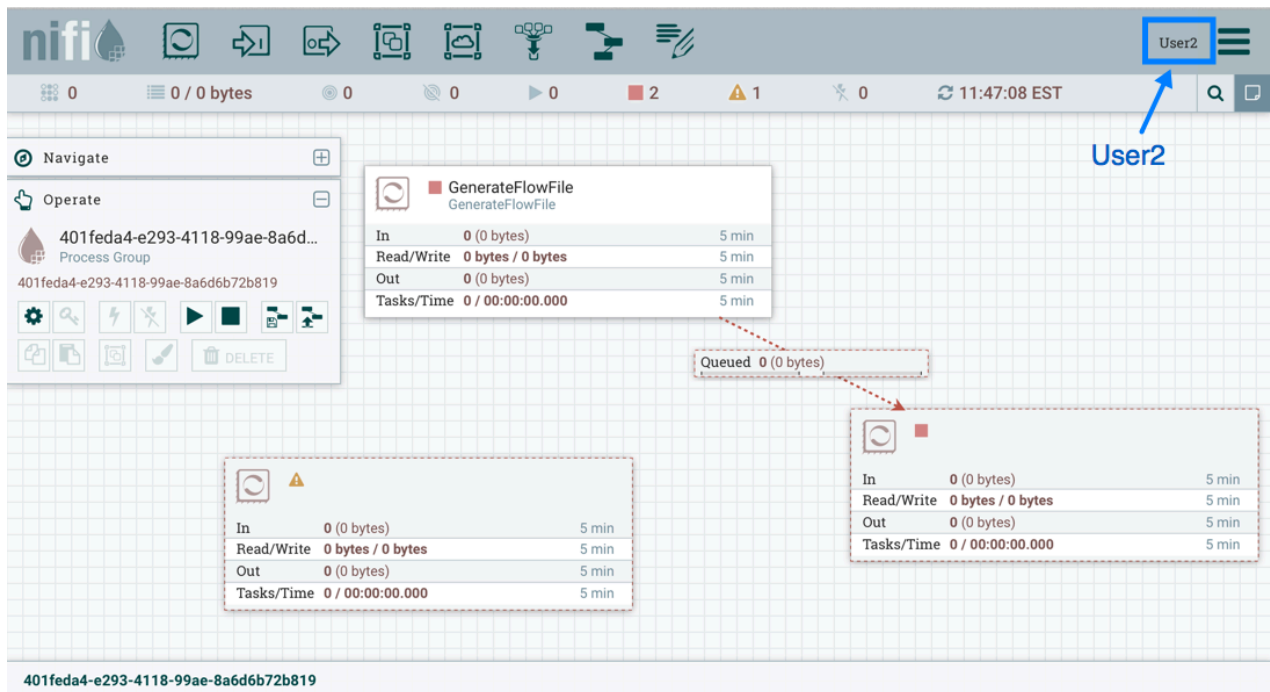 nifi
User2
0
0 / 0 bytes
0
0
0
2
1
0
11:47:08 EST
User2
Navigate
Operate
401feda4-e293-4118-99ae-8a6d...
Process Group
401feda4-e293-4118-99ae-8a6d6b72b819
DELETE
GenerateFlowFile
GenerateFlowFile
In 0 (0 bytes) 5 min
Read/Write 0 bytes / 0 bytes 5 min
Out 0 (0 bytes) 5 min
Tasks/Time 0 / 00:00:00.000 5 min
Queued 0 (0 bytes)
In 0 (0 bytes) 5 min
Read/Write 0 bytes / 0 bytes 5 min
Out 0 (0 bytes) 5 min
Tasks/Time 0 / 00:00:00.000 5 min
In 0 (0 bytes) 5 min
Read/Write 0 bytes / 0 bytes 5 min
Out 0 (0 bytes) 5 min
Tasks/Time 0 / 00:00:00.000 5 min
401feda4-e293-4118-99ae-8a6d6b72b819